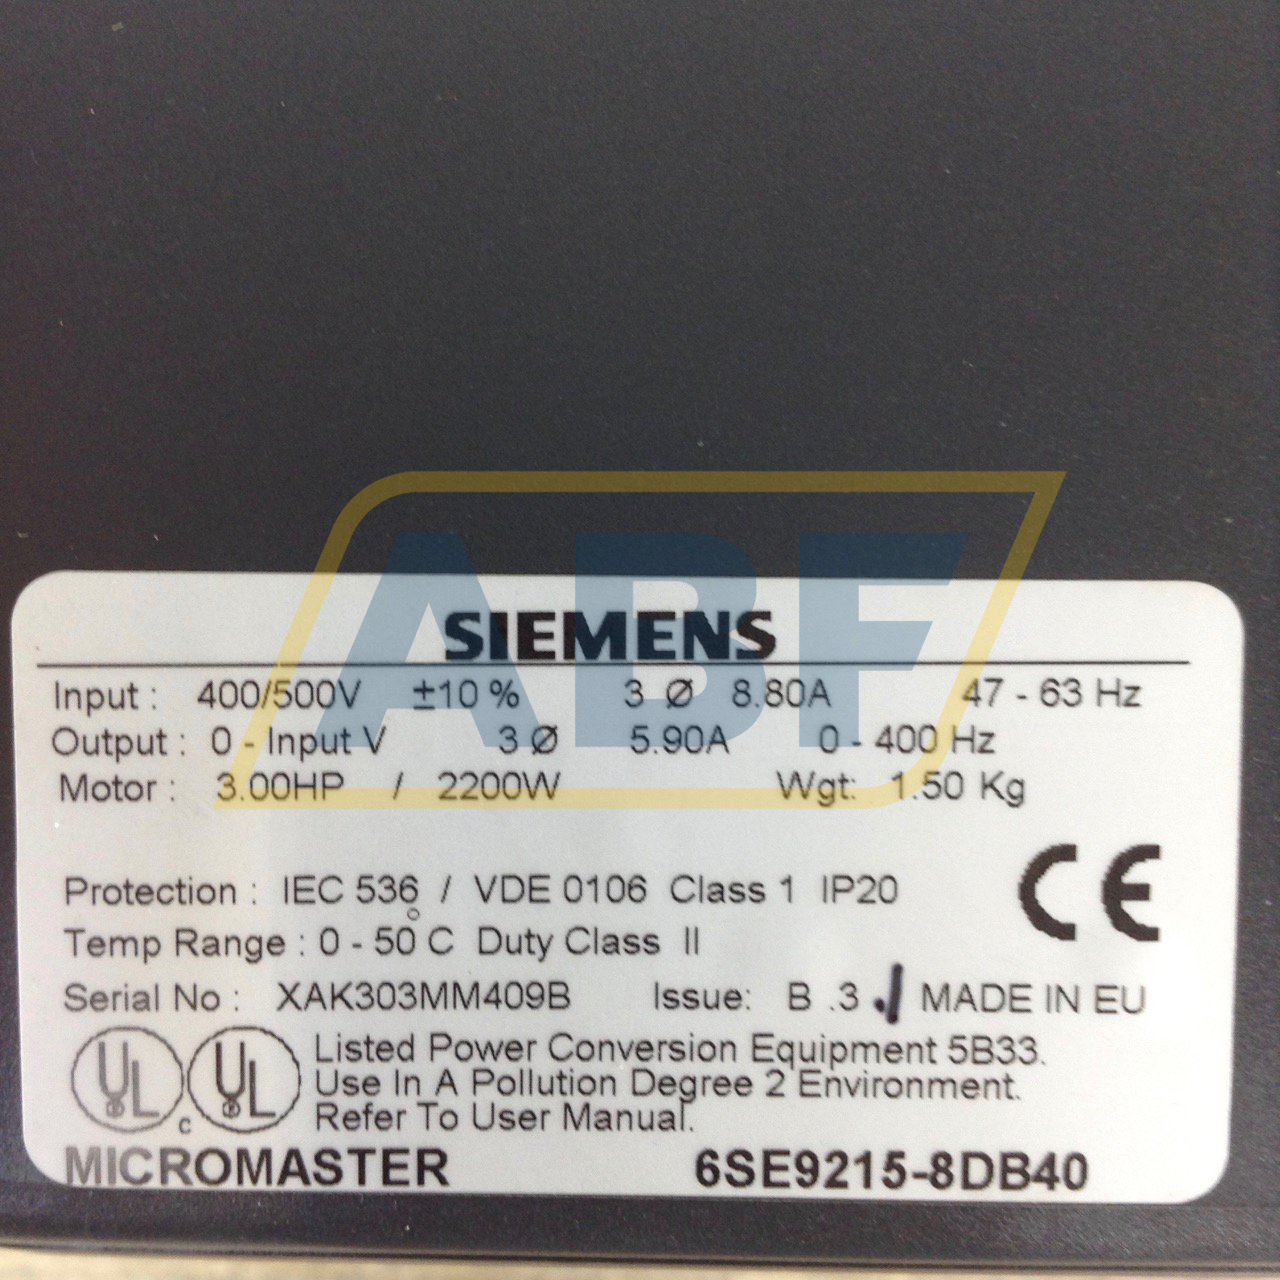 SIEMENS
Input : 400/500V ±10 % 3 Ø 8.80A 47 - 63 Hz
Output : 0 - Input V 3 Ø 5.90A 0 - 400 Hz
Motor : 3.00HP / 2200W Wgt: 1.50 Kg
Protection : IEC 536 / VDE 0106 Class 1 IP20
CE
Temp Range : 0 - 50°C Duty Class II
Serial No : XAK303MM409B Issue: B .3 ./ MADE IN EU
UL c UL
Listed Power Conversion Equipment 5B33.
Use In A Pollution Degree 2 Environment.
Refer To User Manual.
MICROMASTER 6SE9215-8DB40
ABF